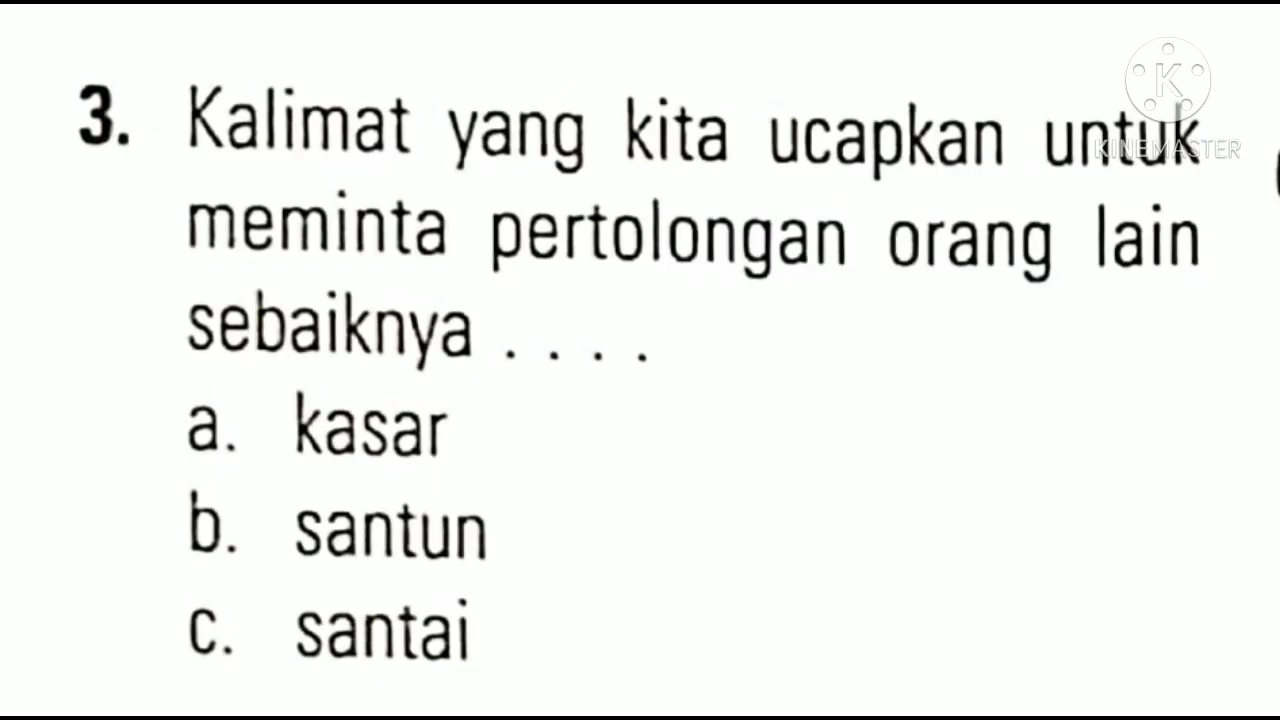 3. Kalimat yang kita ucapkan untuk
meminta pertolongan orang lain
sebaiknya . . . .
a. kasar
b. santun
c. santai
K
KINEMASTER